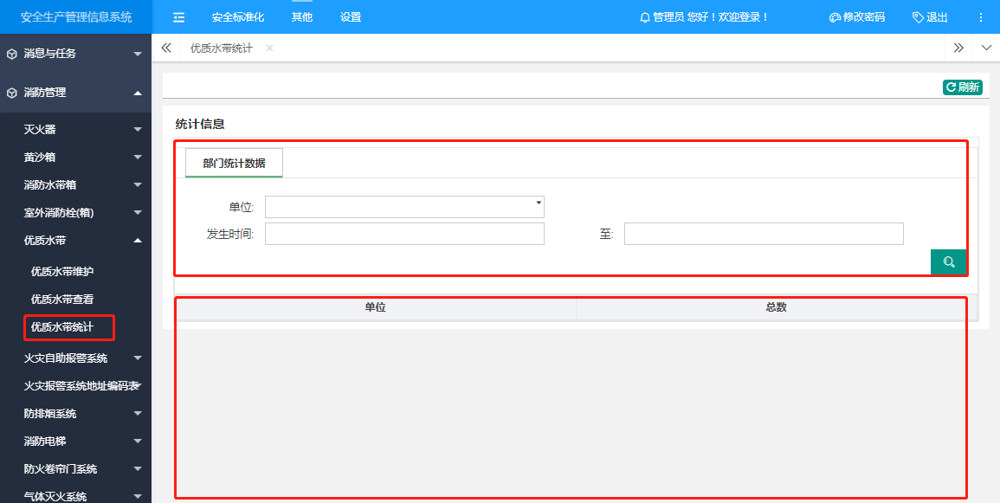 安全生产管理信息系统
安全标准化 其他 设置
管理员 您好！欢迎登录！
修改密码 退出
消息与任务
消防管理
灭火器
黄沙箱
消防水带箱
室外消防栓(箱)
优质水带
优质水带维护
优质水带查看
优质水带统计
火灾自助报警系统
火灾报警系统地址编码表
防排烟系统
消防电梯
防火卷帘门系统
气体灭火系统
优质水带统计
刷新
统计信息
部门统计数据
单位:
发生时间: 至:
单位 总数